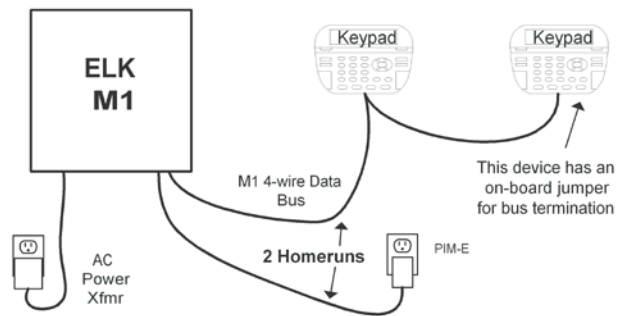 Keypad
Keypad
ELK
M1
This device has an
on-board jumper
for bus termination
M1 4-wire Data
Bus
2 Homeruns
PIM-E
AC
Power
Xfmr